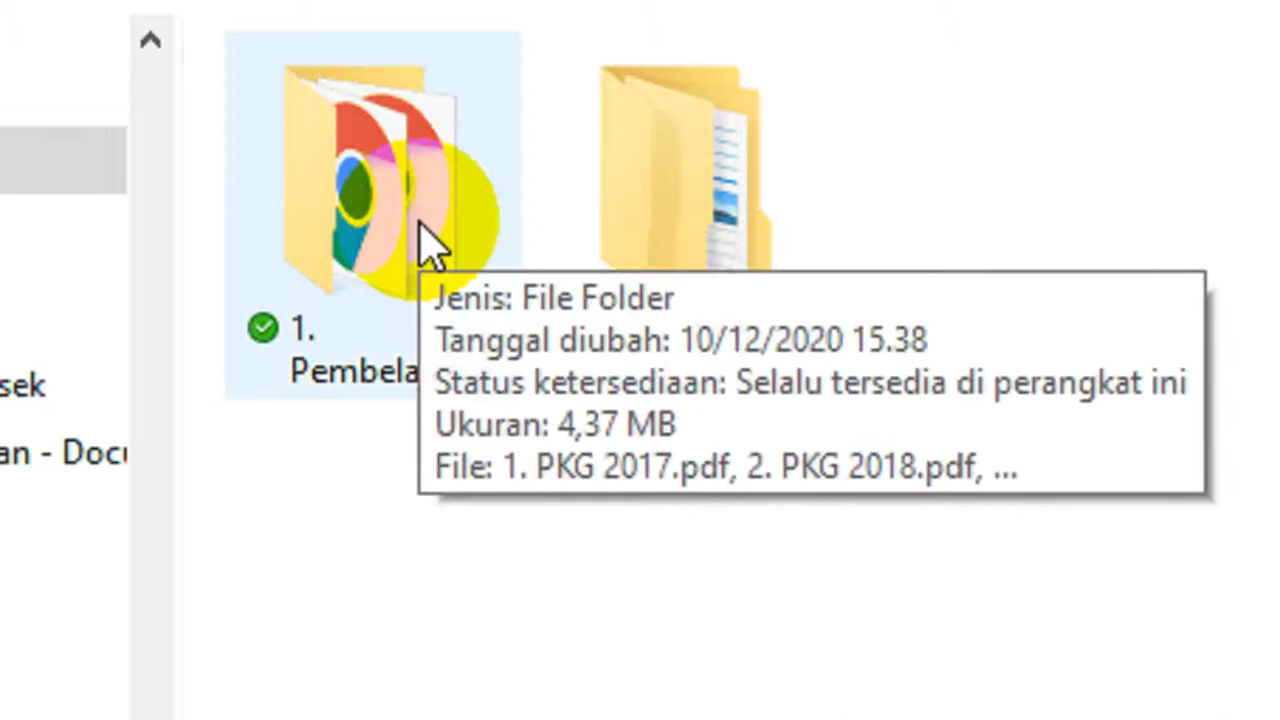 1.
Pembela
Jenis: File Folder
Tanggal diubah: 10/12/2020 15.38
Status ketersediaan: Selalu tersedia di perangkat ini
Ukuran: 4,37 MB
File: 1. PKG 2017.pdf, 2. PKG 2018.pdf, ...
sek
an - Docu